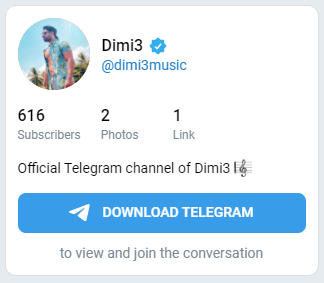 Dimi3
@dimi3music
616 2 1
Subscribers Photos Link
Official Telegram channel of Dimi3 🎼
DOWNLOAD TELEGRAM
to view and join the conversation